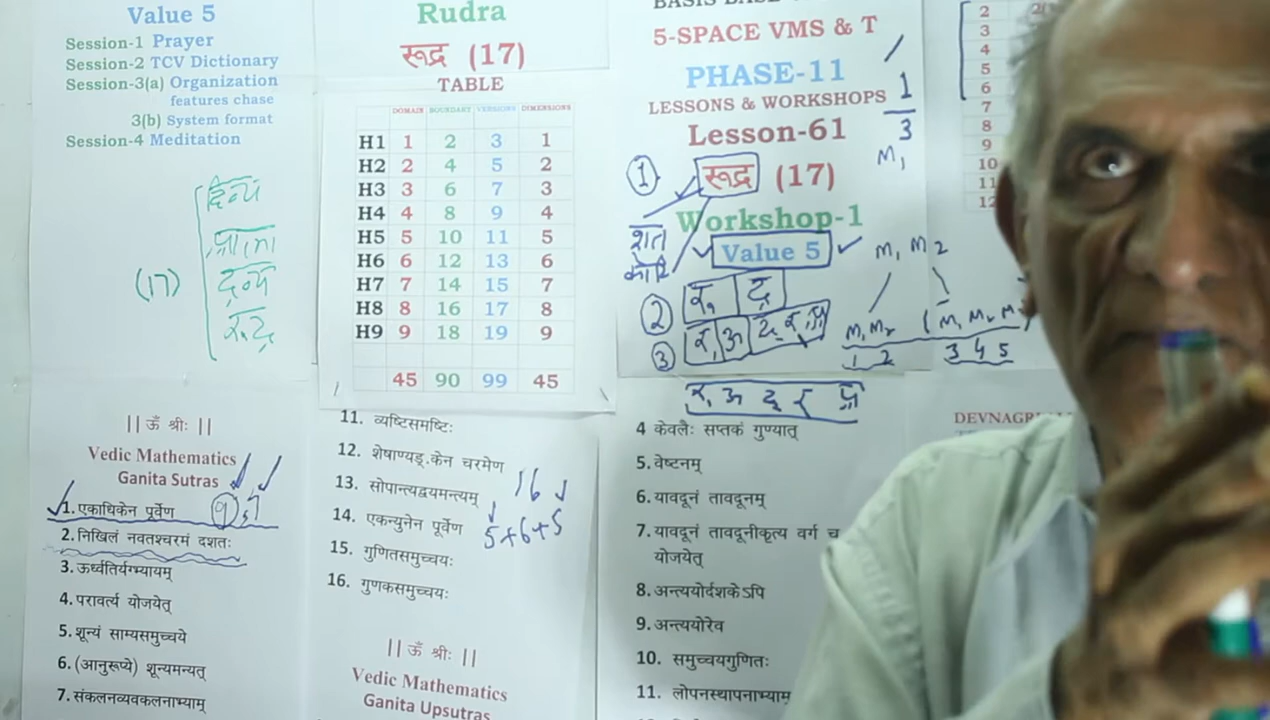 Value 5
Session-1 Prayer
Session-2 TCV Dictionary
Session-3(a) Organization
features chase
3(b) System format
Session-4 Meditation
(17)
दिव्य
द्रव्य
|| ॐ श्रीः ||
Vedic Mathematics
Ganita Sutras
1. एकाधिकेन पूर्वेण
2. निखिलं नवतश्चरमं दशतः
3. ऊर्ध्वतिर्यग्भ्याम् 
4. परावर्त्य योजयेत्
5. शून्यं साम्यसमुच्चये
6. (आनुरूप्ये) शून्यमन्यत्
7. संकलनव्यवकलनाभ्याम्
Rudra
रूद्र (17)
TABLE
DOMAIN BOUNDARY VERSIONS DIMENSIONS
H1 1 2 3 1
H2 2 4 5 2
H3 3 6 7 3
H4 4 8 9 4
H5 5 10 11 5
H6 6 12 13 6
H7 7 14 15 7
H8 8 16 17 8
H9 9 18 19 9
45 90 99 45
11. व्यष्टिसमष्टिः
12. शेषाण्यङ्केन चरमेण
13. सोपान्त्यद्वयमन्त्यम्
16
14. एकन्युनेन पूर्वेण
5+6+5
15. गुणितसमुच्चयः
16. गुणकसमुच्चयः
|| ॐ श्रीः ||
Vedic Mathematics
Ganita Upsutras
5-SPACE VMS & T
PHASE-11
LESSONS & WORKSHOPS
Lesson-61
1
3
M1
1 रूद्र (17)
Workshop-1
शत
Value 5
M1 M2
2
3
1 2 3 4 5
4 केवलैः सप्तकं गुण्यात्
5. वेष्टनम्
6. यावदूनं तावदूनम्
7. यावदूनं तावदूनीकृत्य वर्ग च
योजयेत्
8. अन्त्ययोर्दशकेऽपि
9. अन्त्ययोरेव
10. समुच्चयगुणितः
11. लोपनस्थापनाभ्याम्
2
3
4
5
6
7
8
9
10
11
12